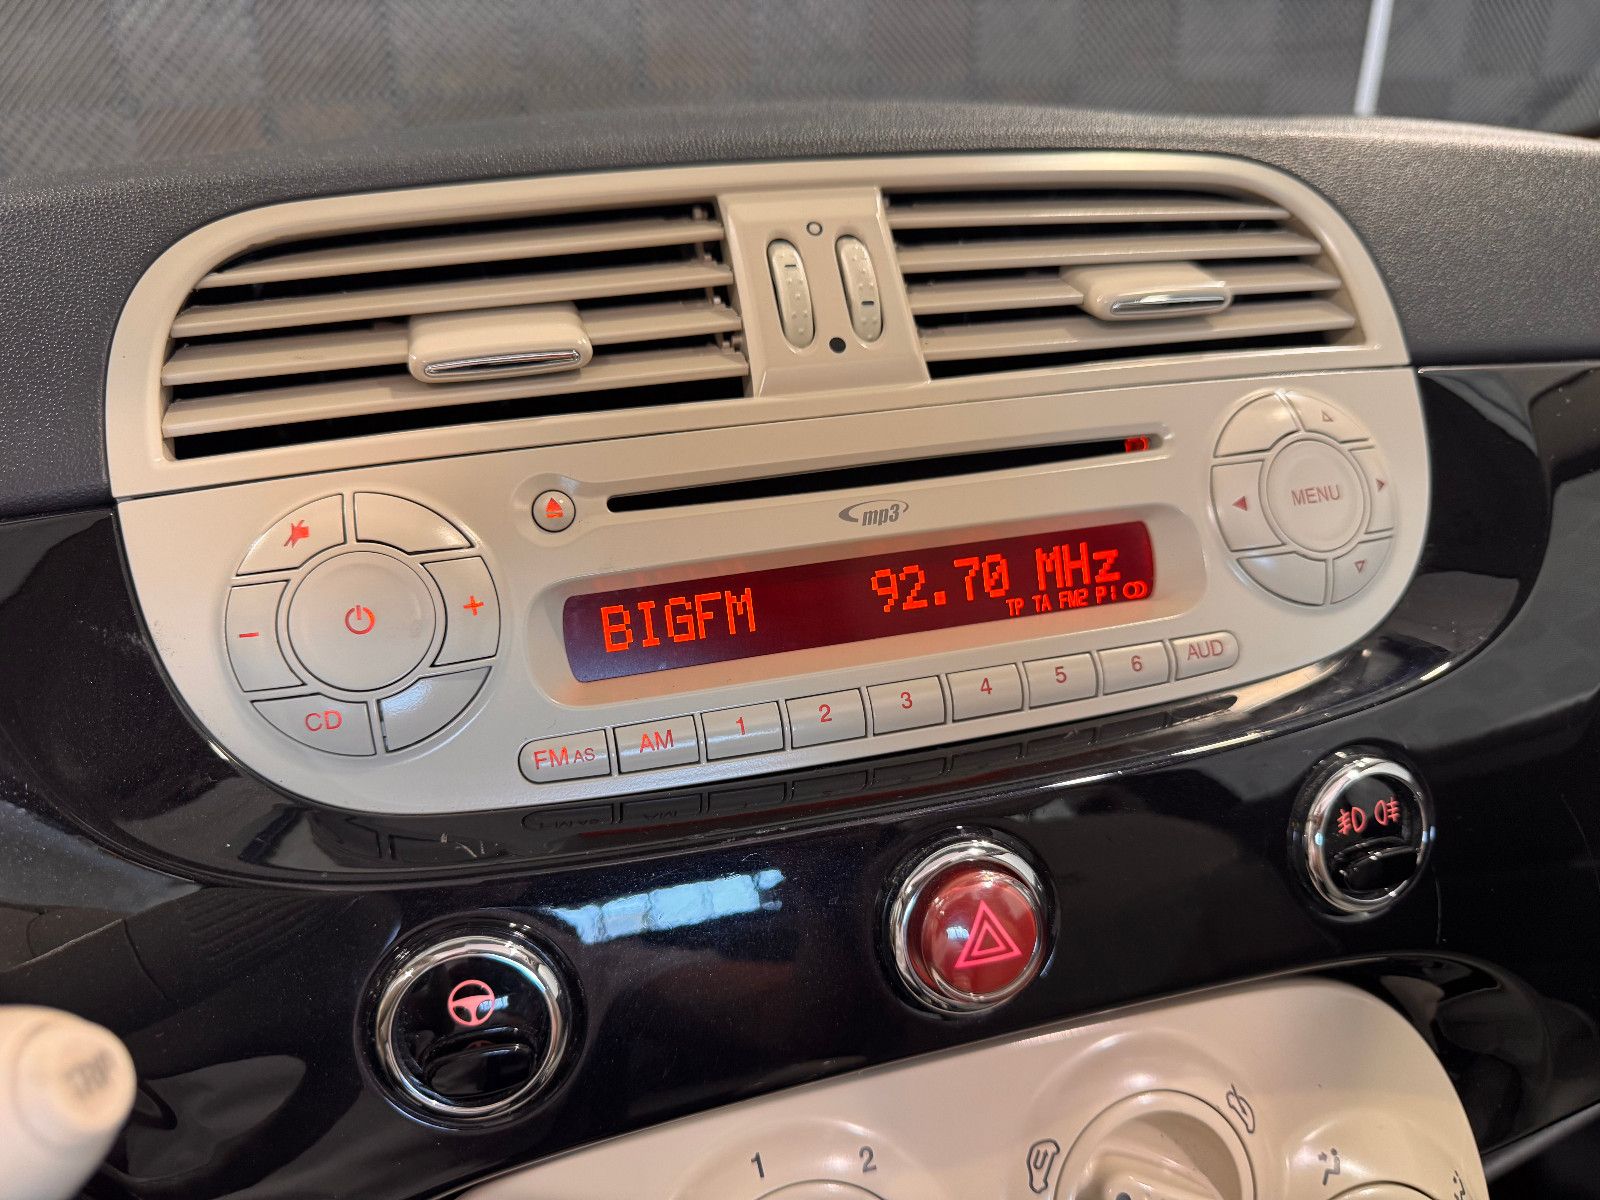 mp3
MENU
BIGFM 92.70 MHz
TP TA FM2 P1
CD
FM AS AM 1 2 3 4 5 6 AUD
1 2